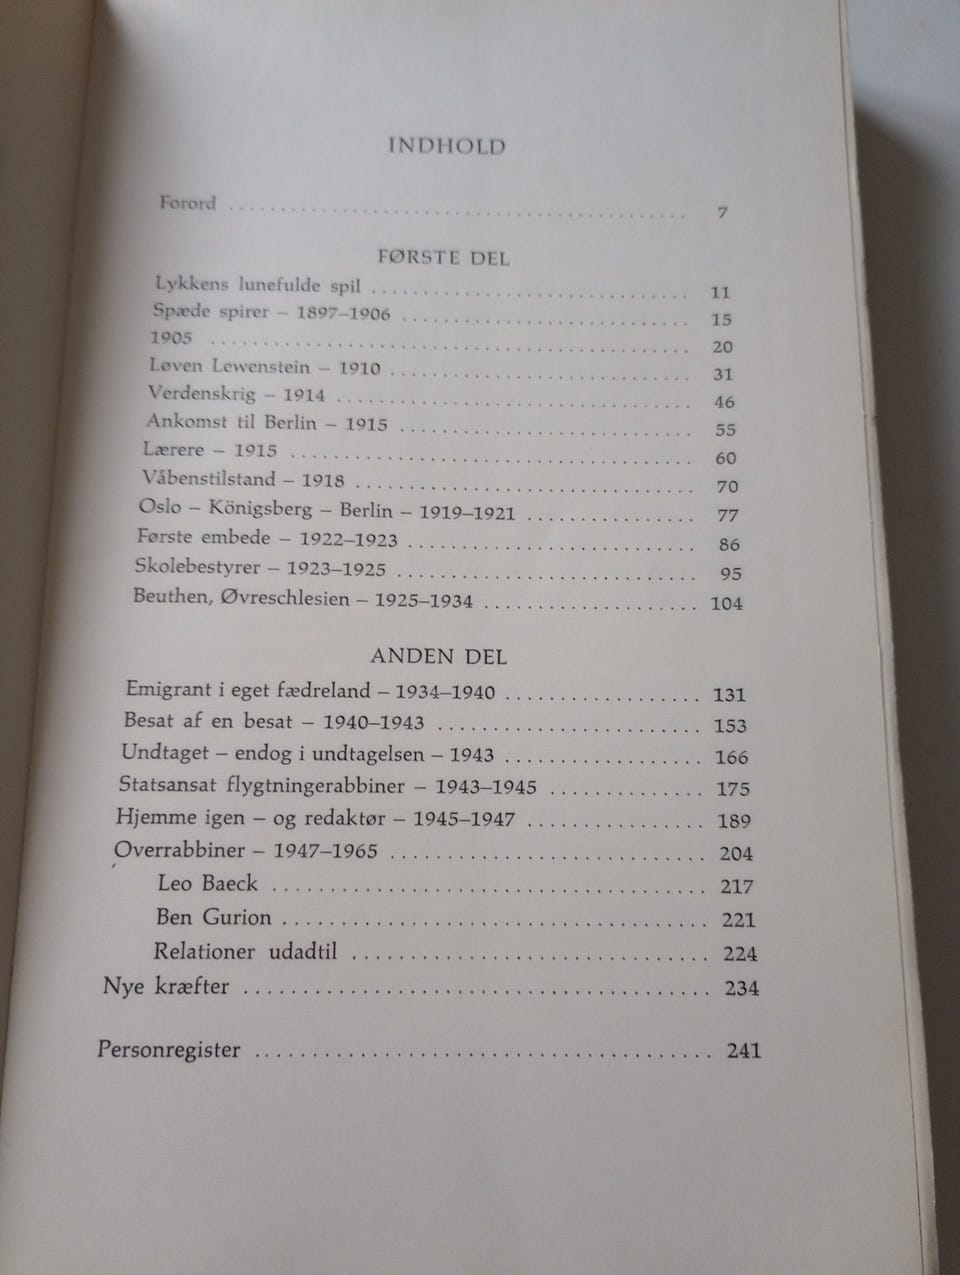 INDHOLD
Forord ........................................ 7
FØRSTE DEL
Lykkens lunefulde spil ........................... 11
Spæde spirer – 1897–1906 ........................ 15
1905 ........................................ 20
Løven Lewenstein – 1910 ......................... 31
Verdenskrig – 1914 .............................. 46
Ankomst til Berlin – 1915 ........................ 55
Lærere – 1915 .................................. 60
Våbenstilstand – 1918 ............................ 70
Oslo – Königsberg – Berlin – 1919–1921 .............. 77
Første embede – 1922–1923 ........................ 86
Skolebestyrer – 1923–1925 ......................... 95
Beuthen, Øvreschlesien – 1925–1934 .................. 104
ANDEN DEL
Emigrant i eget fædreland – 1934–1940 ................. 131
Besat af en besat – 1940–1943 ...................... 153
Undtaget – endog i undtagelsen – 1943 ................. 166
Statsansat flygtningerabbiner – 1943–1945 ............. 175
Hjemme igen – og redaktør – 1945–1947 ............... 189
Overrabbiner – 1947–1965 .......................... 204
Leo Baeck .................................... 217
Ben Gurion .................................... 221
Relationer udadtil .............................. 224
Nye kræfter ..................................... 234
Personregister .................................... 241